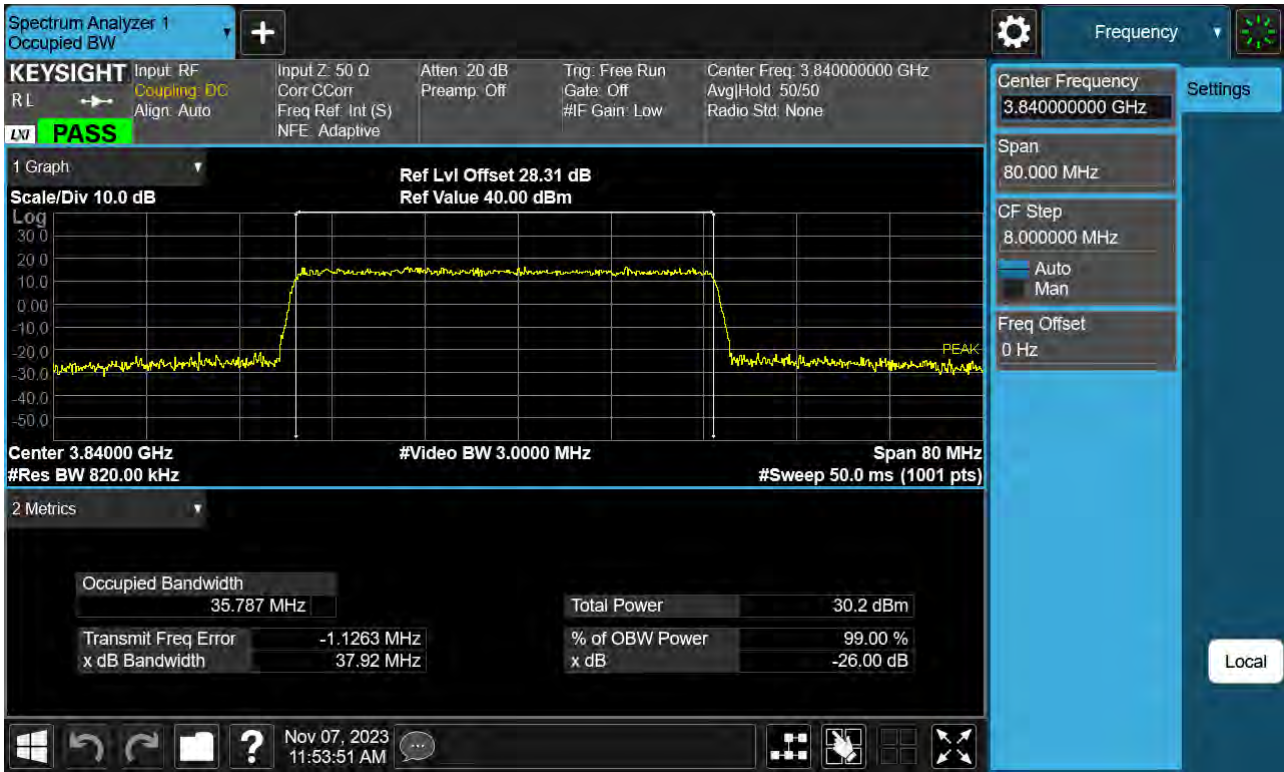 Spectrum Analyzer 1
Occupied BW
Frequency
KEYSIGHT
RL
LXI
PASS
Input: RF
Coupling: DC
Align: Auto
Input Z: 50 Ω
Corr CCorr
Freq Ref: Int (S)
NFE: Adaptive
Atten: 20 dB
Preamp: Off
Trig: Free Run
Gate: Off
#IF Gain: Low
Center Freq: 3.840000000 GHz
Avg|Hold: 50/50
Radio Std: None
Center Frequency
3.840000000 GHz
Settings
Span
80.000 MHz
CF Step
8.000000 MHz
Auto
Man
Freq Offset
0 Hz
Local
1 Graph
Scale/Div 10.0 dB
Ref Lvl Offset 28.31 dB
Ref Value 40.00 dBm
Log
30.0
20.0
10.0
0.00
-10.0
-20.0
-30.0
-40.0
-50.0
PEAK
Center 3.84000 GHz
#Video BW 3.0000 MHz
Span 80 MHz
#Res BW 820.00 kHz
#Sweep 50.0 ms (1001 pts)
2 Metrics
Occupied Bandwidth
35.787 MHz
Total Power 30.2 dBm
Transmit Freq Error -1.1263 MHz
% of OBW Power 99.00 %
x dB Bandwidth 37.92 MHz
x dB -26.00 dB
Nov 07, 2023
11:53:51 AM